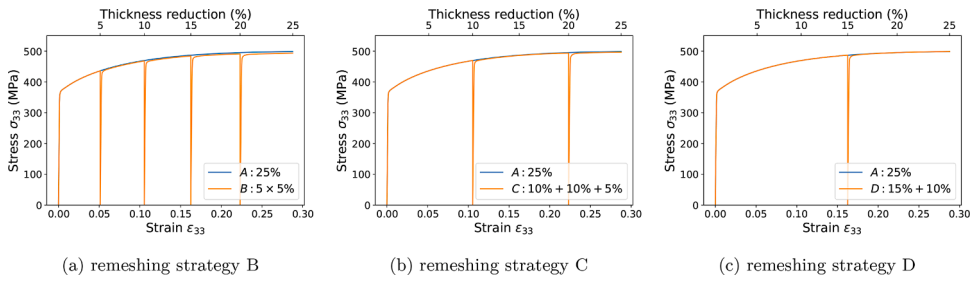 Thickness reduction (%)
5 10 15 20 25
500
400
300
200
100
0
Stress σ33 (MPa)
A : 25%
B : 5 × 5%
0.00 0.05 0.10 0.15 0.20 0.25 0.30
Strain ε33
(a) remeshing strategy B
Thickness reduction (%)
10 20 25
500
400
300
200
100
0
Stress σ33 (MPa)
A : 25%
C : 10% + 10% + 5%
0.00 0.05 0.10 0.15 0.20 0.25 0.30
Strain ε33
(b) remeshing strategy C
Thickness reduction (%)
5 10 15 20 25
500
400
300
200
100
0
Stress σ33 (MPa)
A : 25%
D : 15% + 10%
0.00 0.05 0.10 0.15 0.20 0.25 0.30
Strain ε33
(c) remeshing strategy D